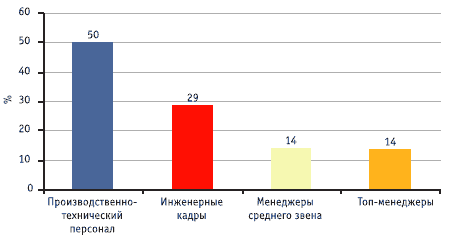 60
50
40
30
20
10
0
%
50
29
14
14
Производственно-
технический
персонал
Инженерные
кадры
Менеджеры
среднего звена
Топ-менеджеры